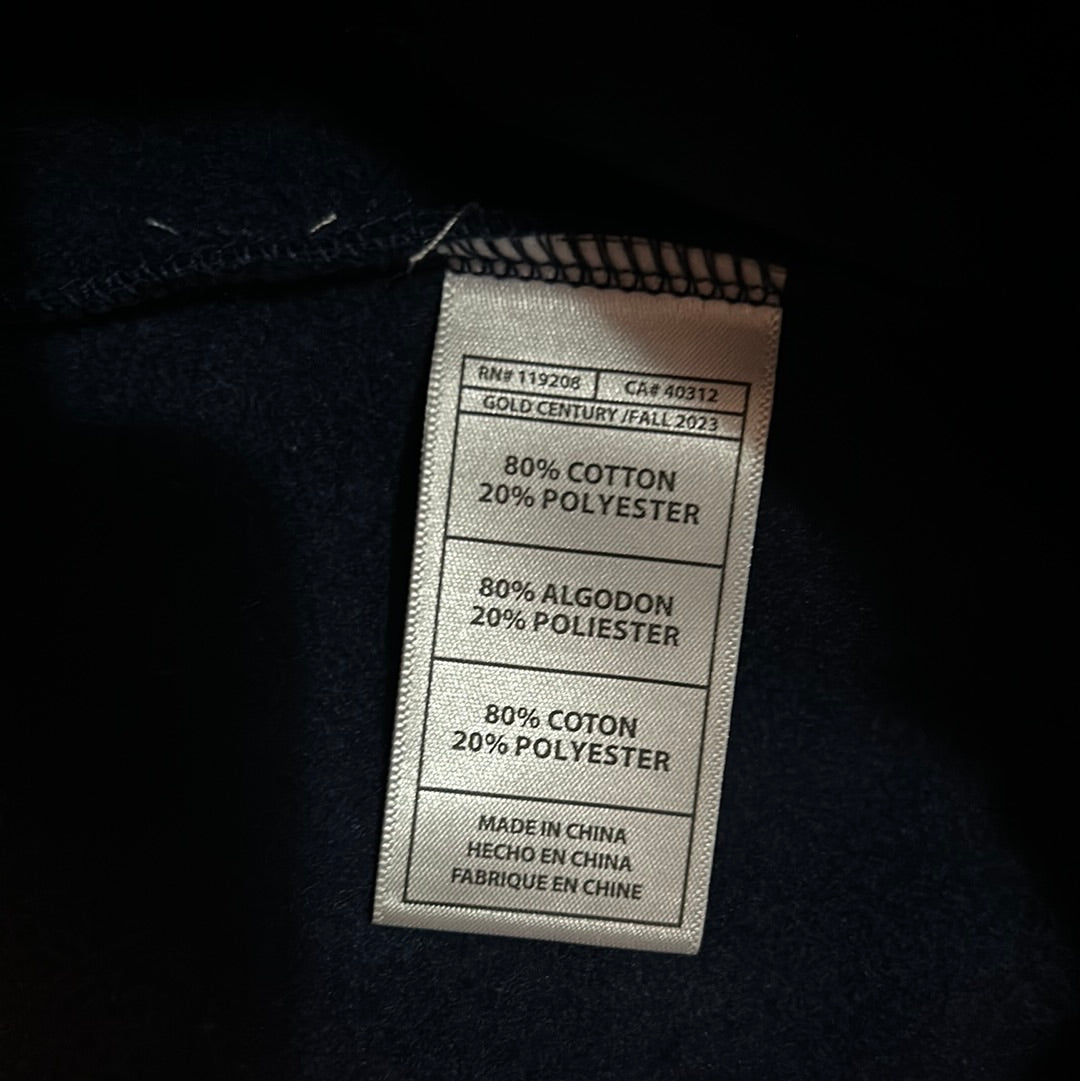 RN# 119208 CA# 40312
GOLD CENTURY /FALL 2023
80% COTTON
20% POLYESTER
80% ALGODON
20% POLIESTER
80% COTON
20% POLYESTER
MADE IN CHINA
HECHO EN CHINA
FABRIQUE EN CHINE